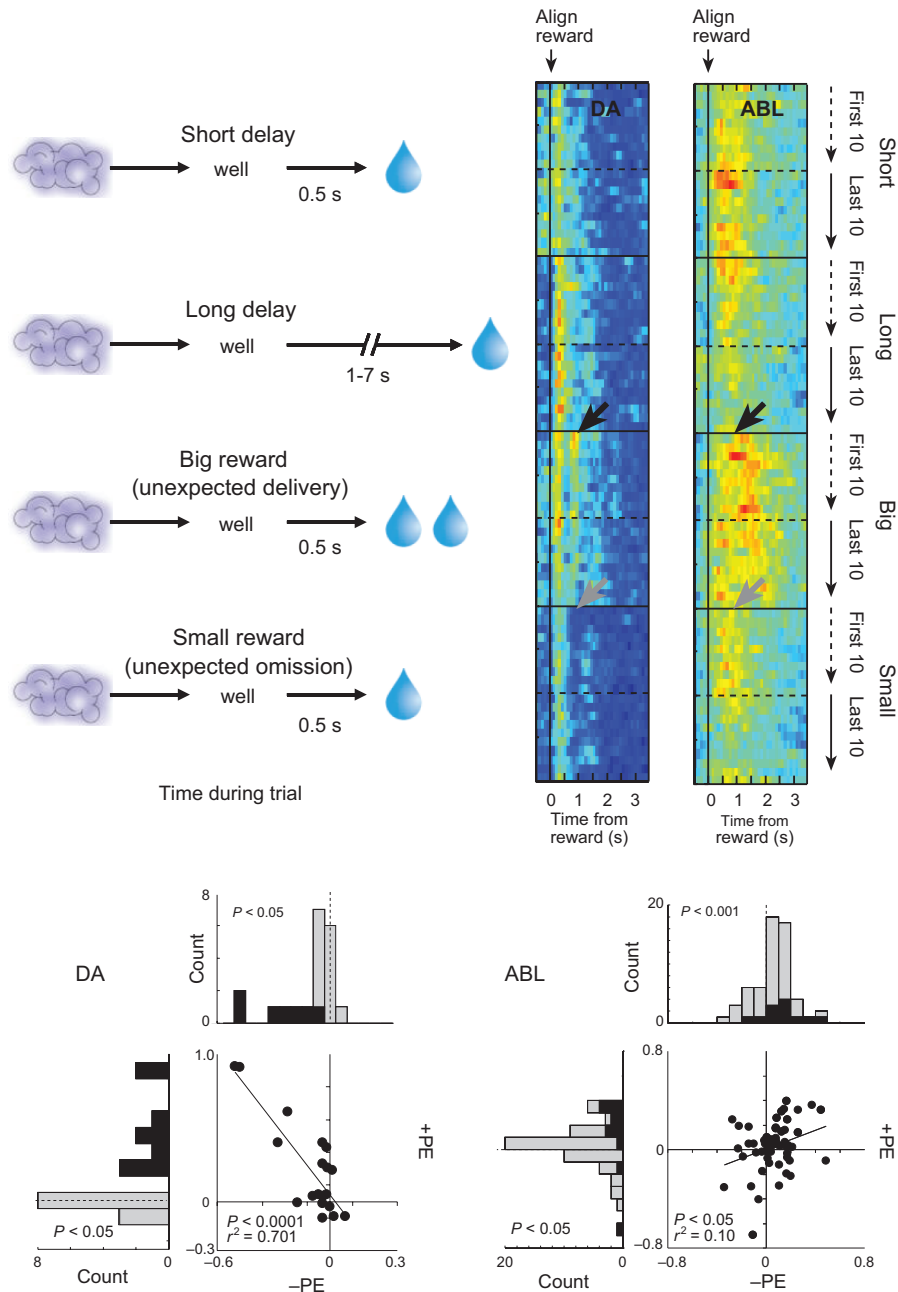 Align
reward
Align
reward
DA
ABL
Short delay
well
0.5 s
Long delay
well
1-7 s
Big reward
(unexpected delivery)
well
0.5 s
Small reward
(unexpected omission)
well
0.5 s
Time during trial
First 10
Last 10
Short
First 10
Last 10
Long
First 10
Last 10
Big
First 10
Last 10
Small
0 1 2 3
Time from
reward (s)
0 1 2 3
Time from
reward (s)
DA
8
4
0
Count
P < 0.05
P < 0.05
8
0
Count
1.0
0
–0.3
P < 0.0001
r² = 0.701
–0.3
0
0.3
–PE
+PE
ABL
20
0
Count
P < 0.001
P < 0.05
20
0
Count
0.8
0
–0.8
P < 0.05
r² = 0.10
–0.8
0
0.8
–PE
+PE